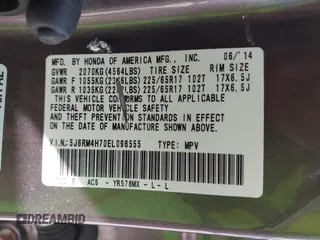 MFD. BY HONDA OF AMERICA MFG., INC. 06/14
GVWR 2070KG(4564LBS) TIRE SIZE RIM SIZE
GAWR F 1055KG 225/65R17 102T 17X6.5J
GAWR R 1035KG 225/65R17 102T 17X6.5J
THIS VEHICLE CONFORMS TO ALL APPLICABLE
FEDERAL MOTOR VEHICLE SAFETY AND
THEFT PREVENTION STANDARDS IN EFFECT
ON THE DATE OF MANUFACTURE SHOWN ABOVE.
V.I.N.: 5J6RM4H70EL096555 TYPE: MPV
AC5 YR578MX - L - L
DREAMBID